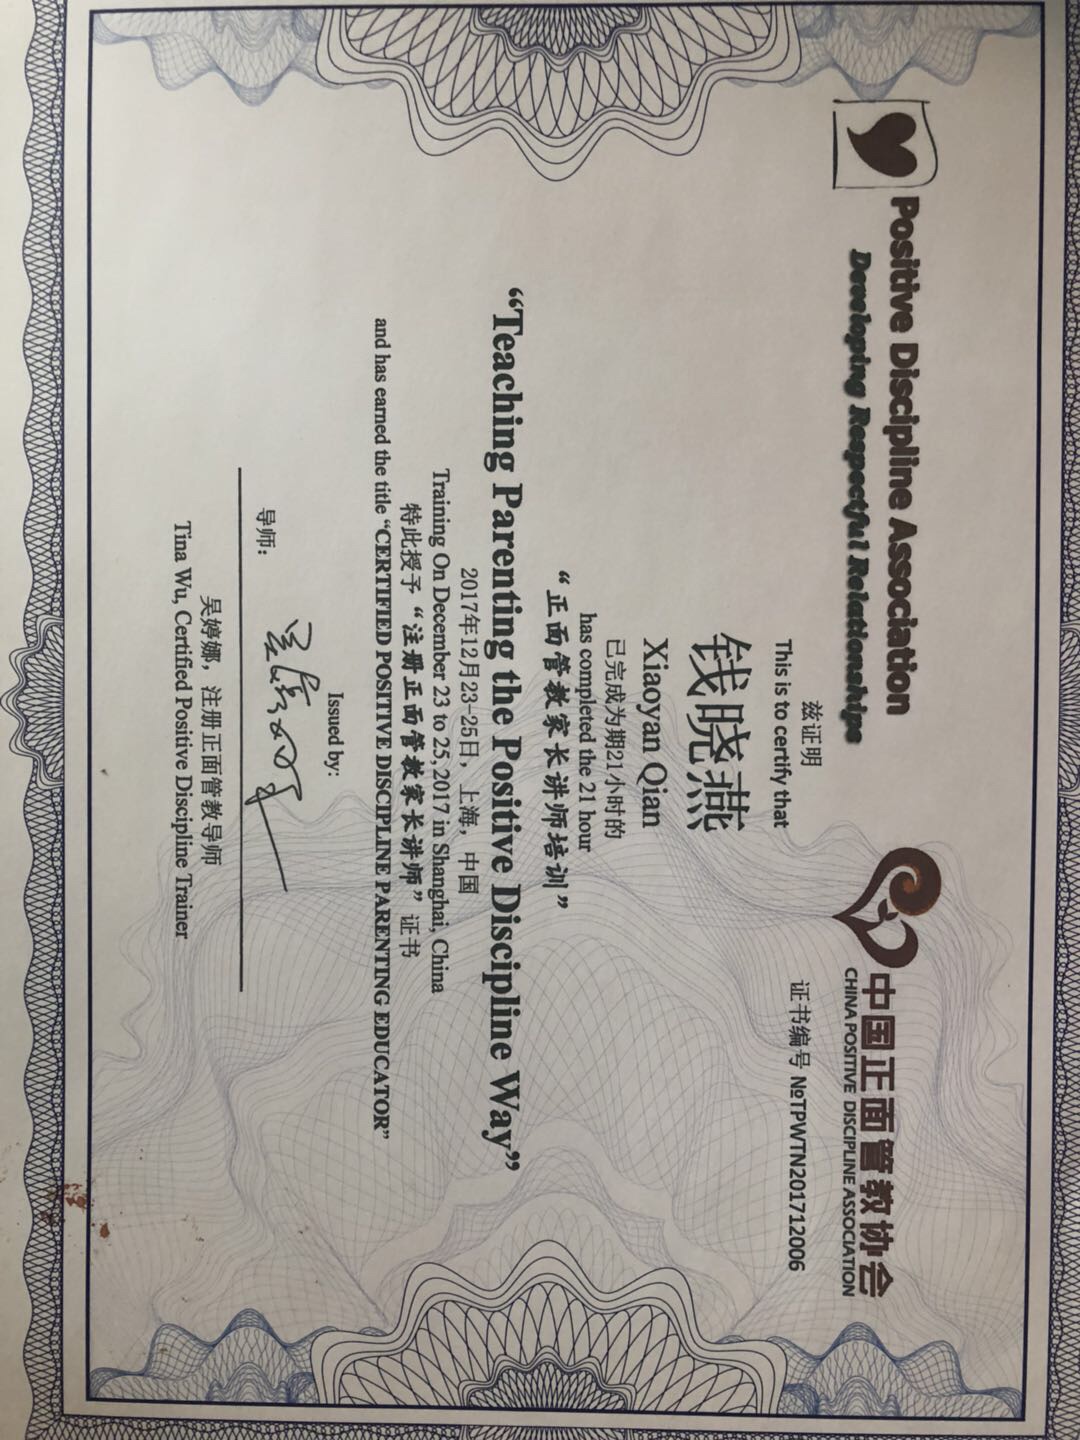 Positive Discipline Association
Developing Respectful Relationships
中国正面管教协会
CHINA POSITIVE DISCIPLINE ASSOCIATION
证书编号 №TPWTN201712006
兹证明
This is to certify that
钱晓燕
Xiaoyan Qian
已完成为期21小时的
has completed the 21 hour
“正面管教家长讲师培训”
“Teaching Parenting the Positive Discipline Way”
2017年12月23-25日，上海，中国
Training On December 23 to 25, 2017 in Shanghai, China
特此授予“注册正面管教家长讲师”证书
and has earned the title “CERTIFIED POSITIVE DISCIPLINE PARENTING EDUCATOR”
Issued by:
导师：
吴婷娜，注册正面管教导师
Tina Wu, Certified Positive Discipline Trainer